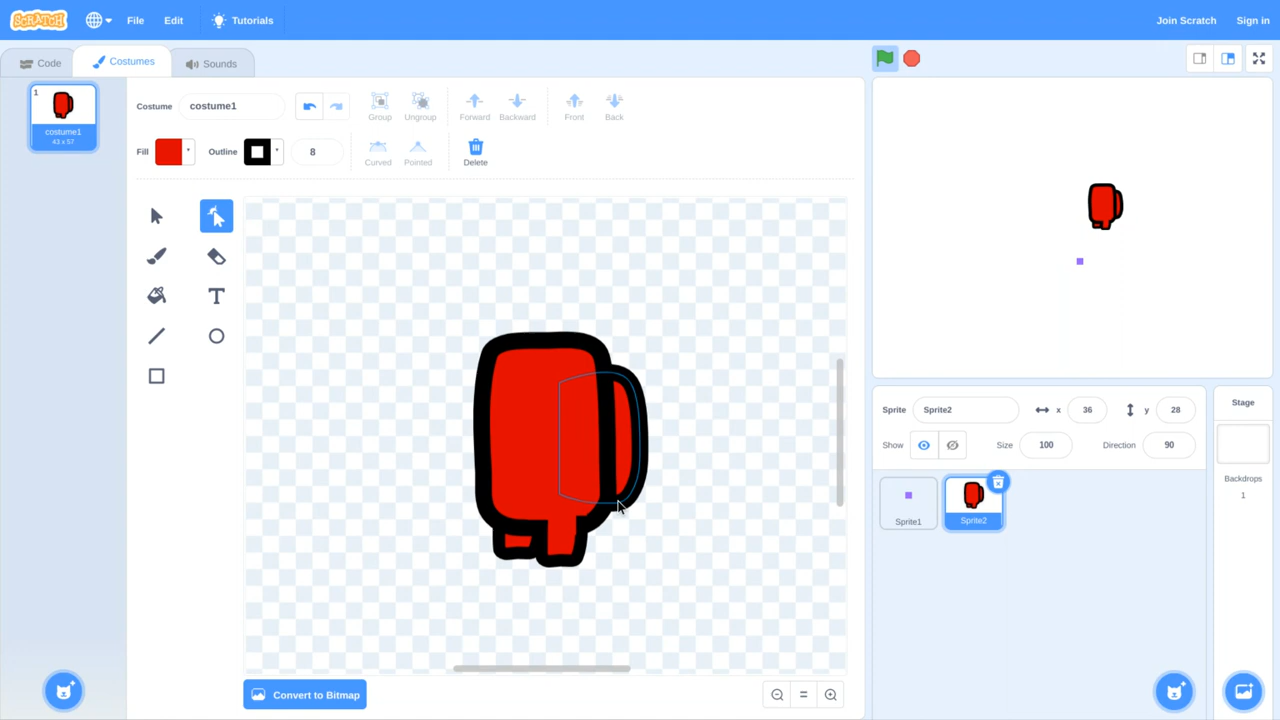 SCRATCH File Edit Tutorials Join Scratch Sign in
Code Costumes Sounds
1
costume1
43 x 57
Costume costume1 Group Ungroup Forward Backward Front Back
Fill Outline 8 Curved Pointed Delete
Convert to Bitmap
Sprite Sprite2 x 36 y 28
Show Size 100 Direction 90
Sprite1
Sprite2
Stage
Backdrops
1